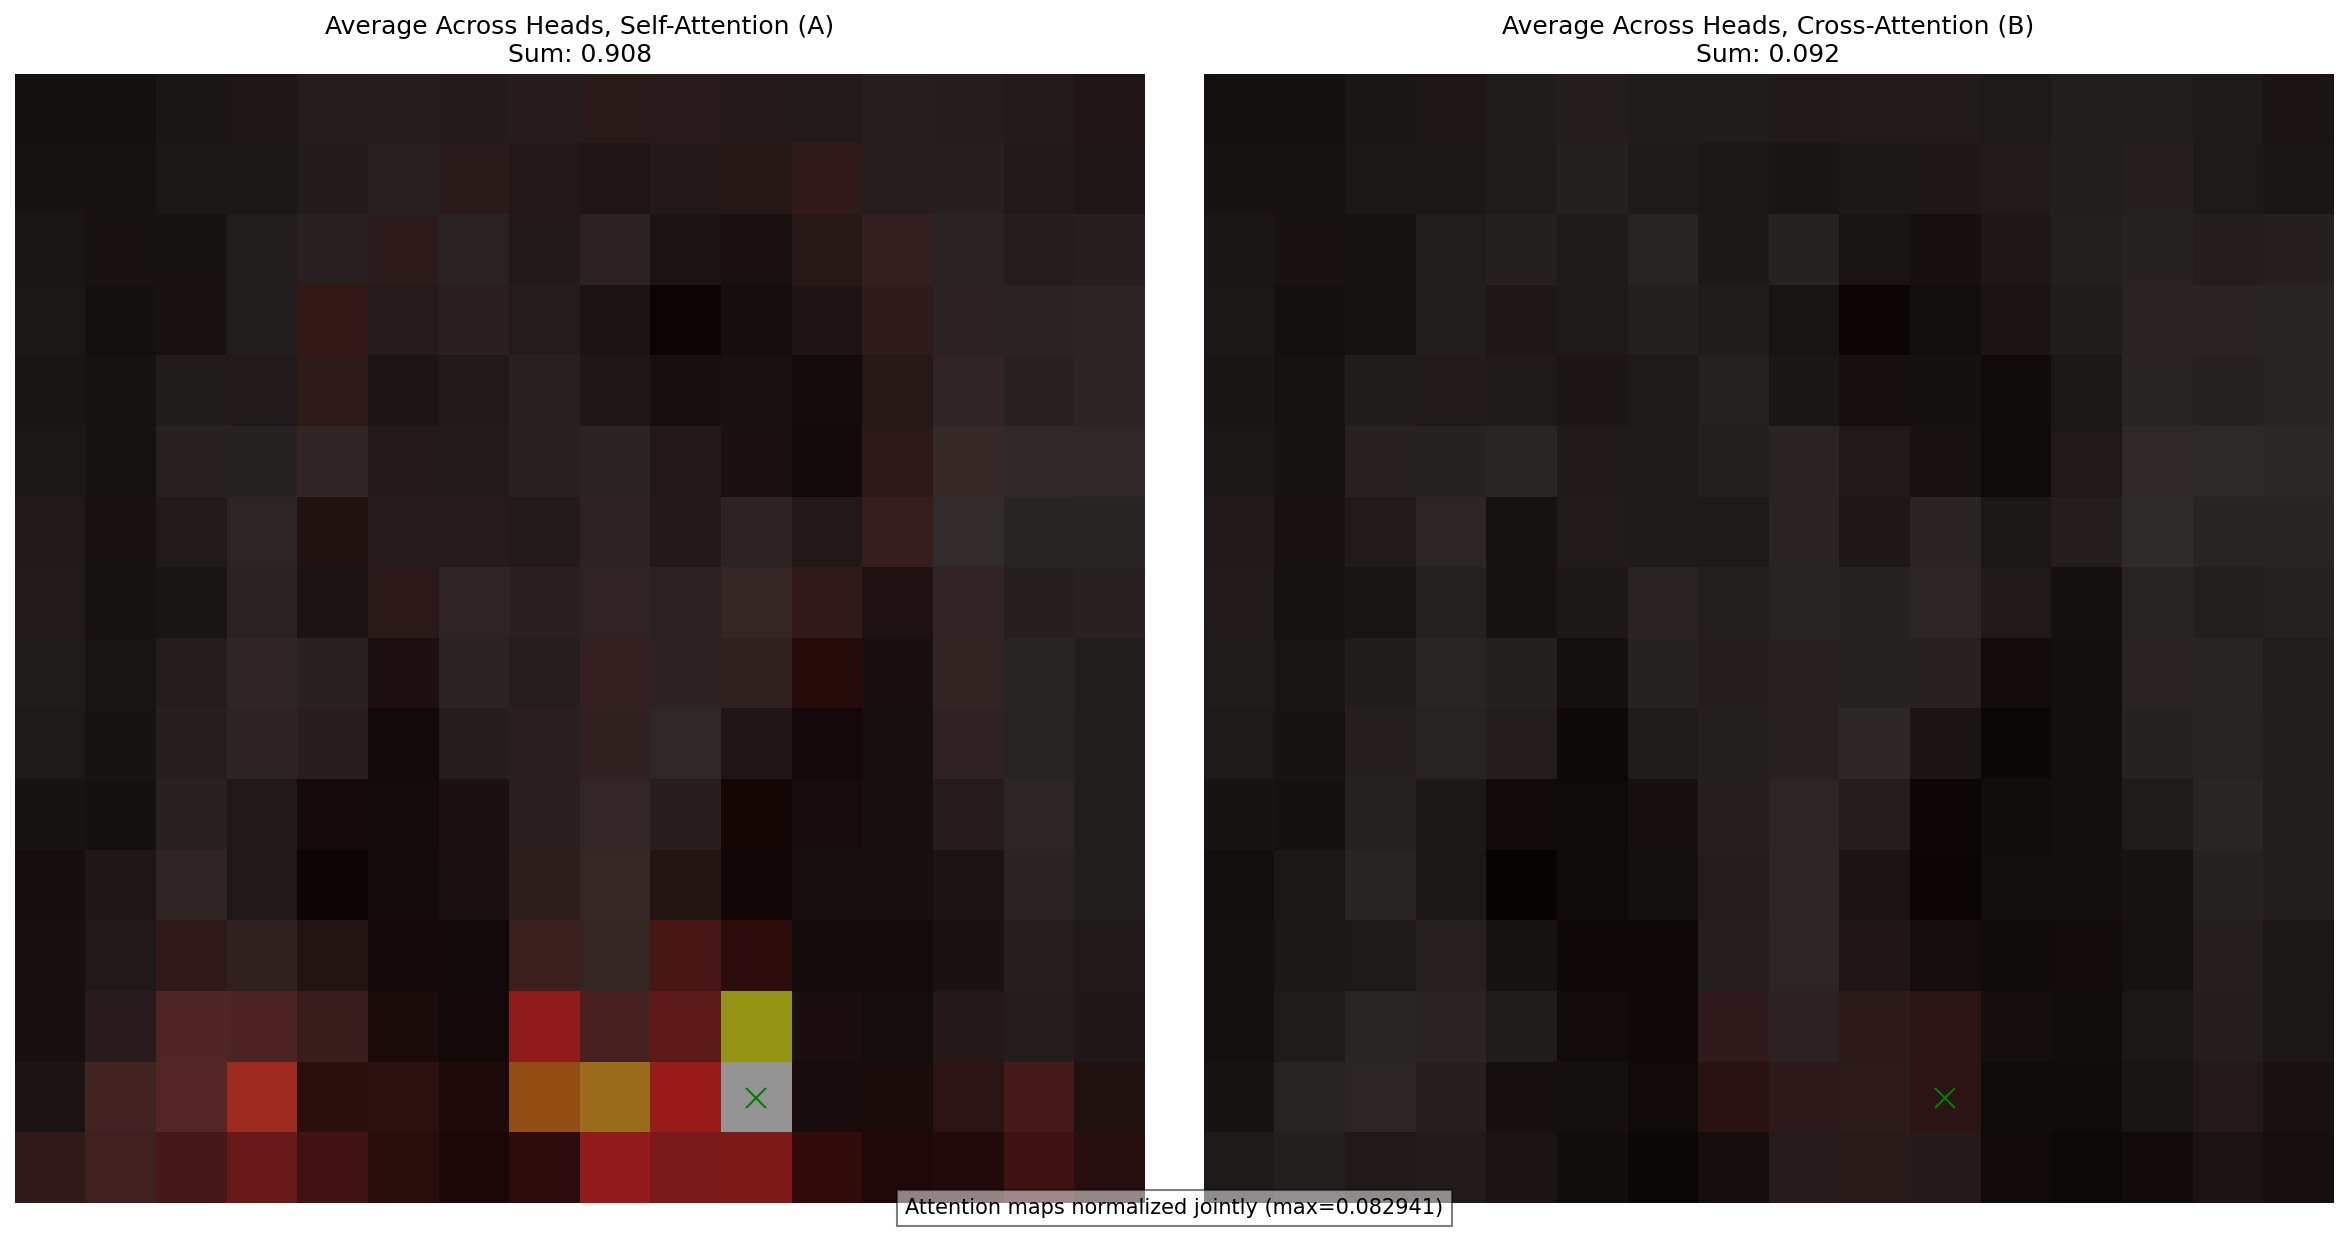 Average Across Heads, Self-Attention (A)
Sum: 0.908
Average Across Heads, Cross-Attention (B)
Sum: 0.092
Attention maps normalized jointly (max=0.082941)